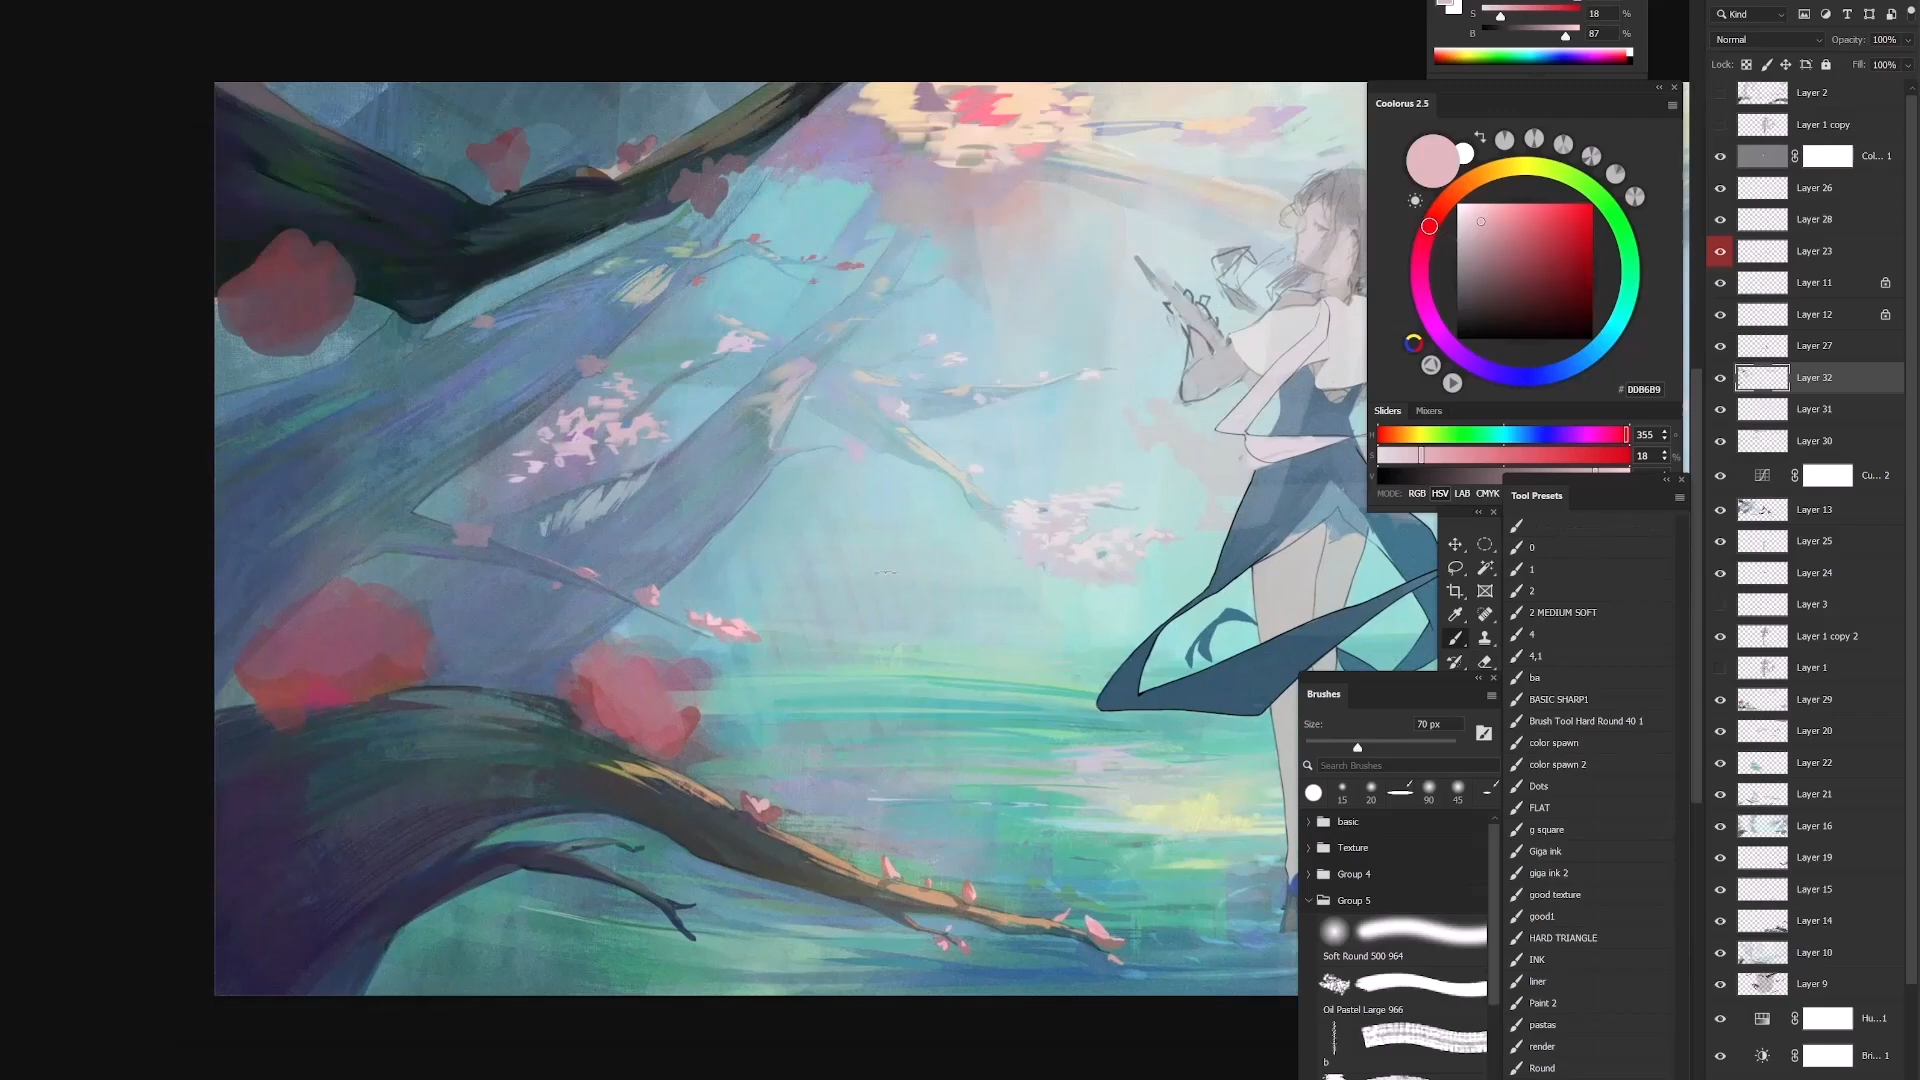 S 18 %
B 87 %
Coolorus 2.5
# DDB6B9
Sliders Mixers
H 355 °
S 18 %
V
MODE: RGB HSV LAB CMYK
Tool Presets
0
1
2
2 MEDIUM SOFT
4
4,1
ba
BASIC SHARP1
Brush Tool Hard Round 40 1
color spawn
color spawn 2
Dots
FLAT
g square
Giga ink
giga ink 2
good texture
good1
HARD TRIANGLE
INK
liner
Paint 2
pastas
render
Round
Brushes
Size: 70 px
Search Brushes
15 20 90 45
basic
Texture
Group 4
Group 5
Soft Round 500 964
Oil Pastel Large 966
b
Kind
Normal Opacity: 100%
Lock: Fill: 100%
Layer 2
Layer 1 copy
Col... 1
Layer 26
Layer 28
Layer 23
Layer 11
Layer 12
Layer 27
Layer 32
Layer 31
Layer 30
Cu... 2
Layer 13
Layer 25
Layer 24
Layer 3
Layer 1 copy 2
Layer 1
Layer 29
Layer 20
Layer 22
Layer 21
Layer 16
Layer 19
Layer 15
Layer 14
Layer 10
Layer 9
Hu...1
Bri... 1